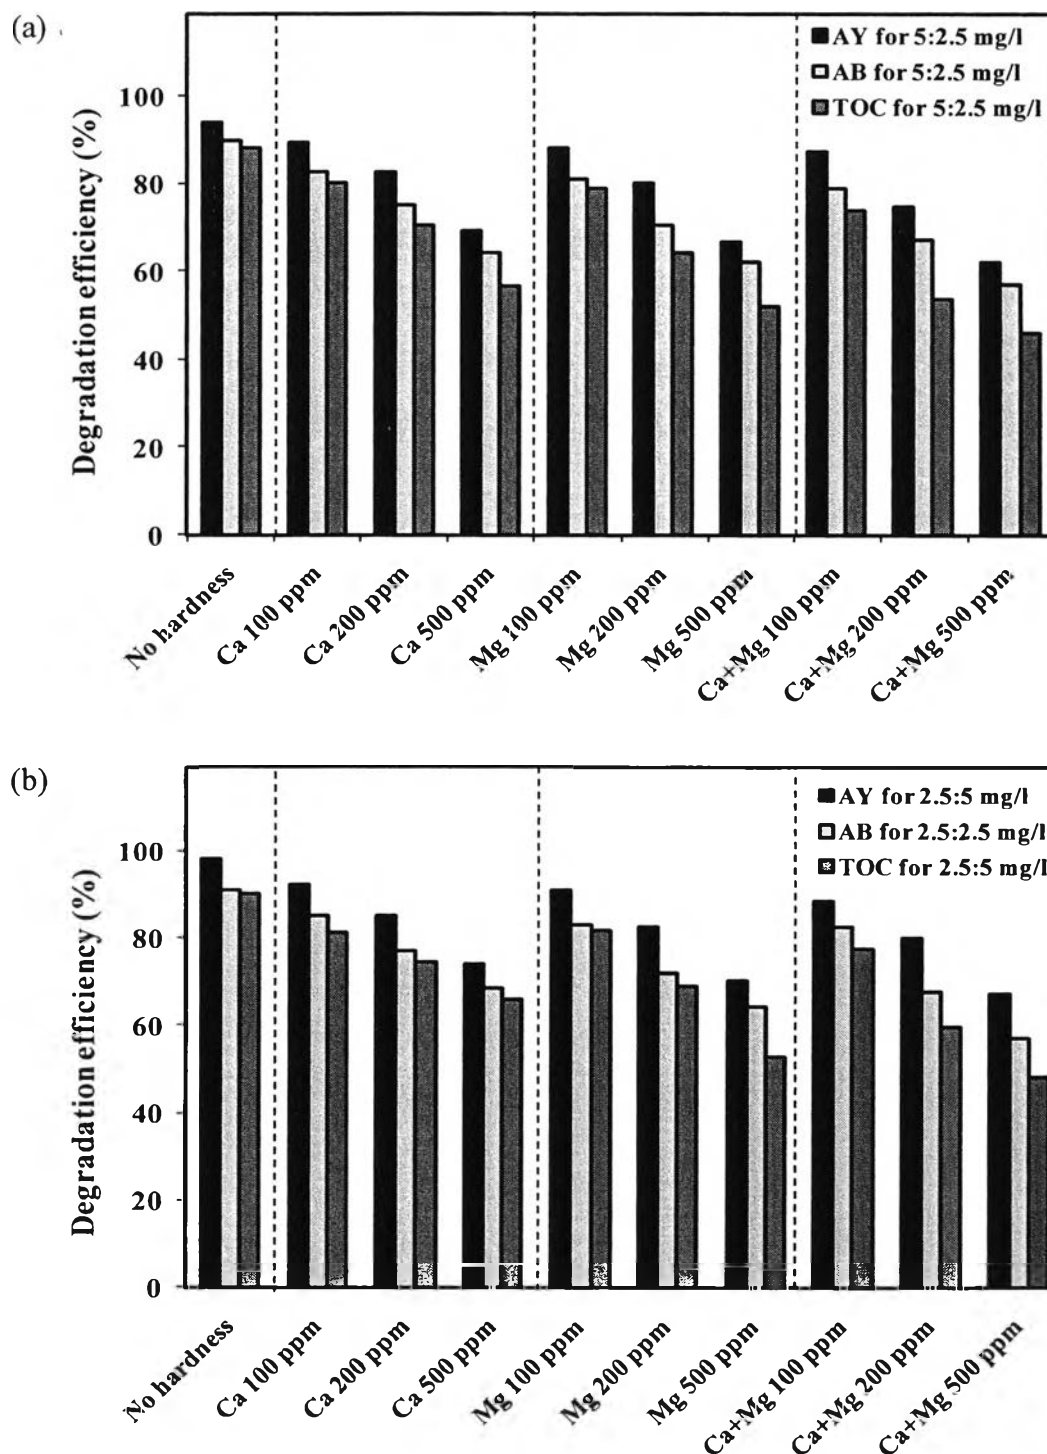 (a)
AY for 5:2.5 mg/l
AB for 5:2.5 mg/l
TOC for 5:2.5 mg/l
Degradation efficiency (%)
100
80
60
40
20
0
No hardness
Ca 100 ppm
Ca 200 ppm
Ca 500 ppm
Mg 100 ppm
Mg 200 ppm
Mg 500 ppm
Ca+Mg 100 ppm
Ca+Mg 200 ppm
Ca+Mg 500 ppm
(b)
AY for 2.5:5 mg/l
AB for 2.5:2.5 mg/l
TOC for 2.5:5 mg/l
Degradation efficiency (%)
100
80
60
40
20
0
No hardness
Ca 100 ppm
Ca 200 ppm
Ca 500 ppm
Mg 100 ppm
Mg 200 ppm
Mg 500 ppm
Ca+Mg 100 ppm
Ca+Mg 200 ppm
Ca+Mg 500 ppm